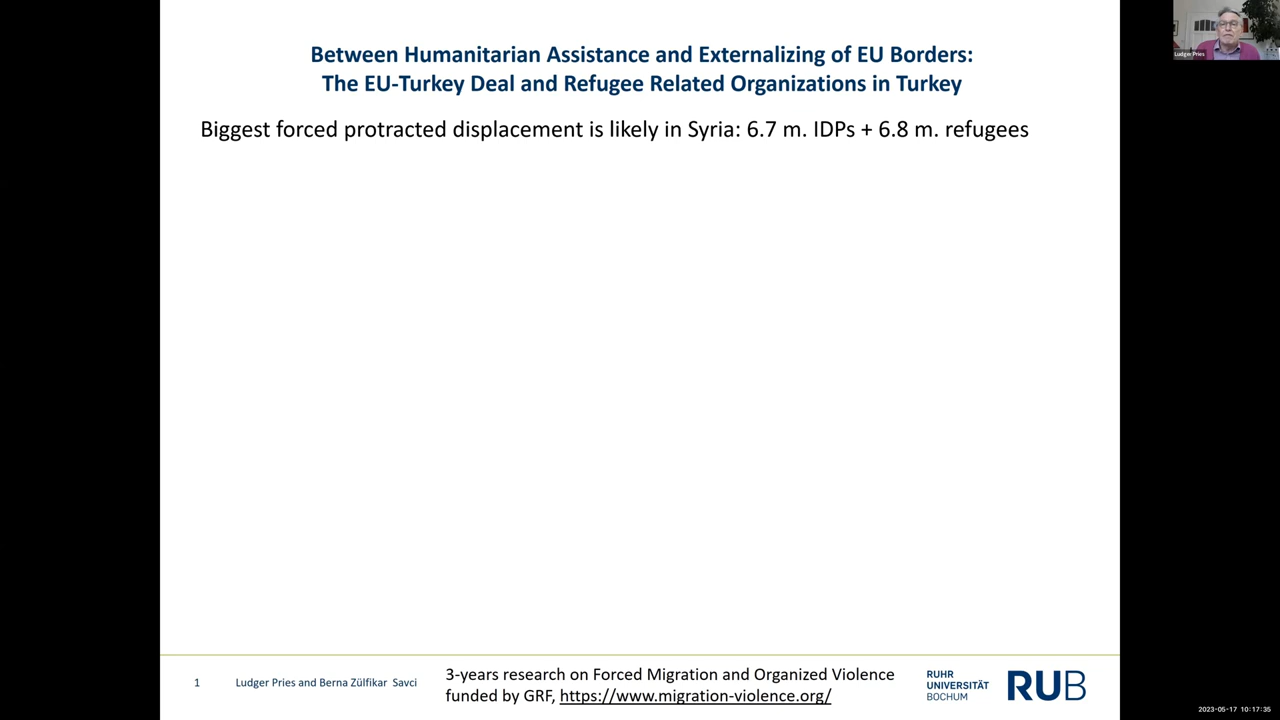 Between Humanitarian Assistance and Externalizing of EU Borders:
The EU-Turkey Deal and Refugee Related Organizations in Turkey
Biggest forced protracted displacement is likely in Syria: 6.7 m. IDPs + 6.8 m. refugees
Ludger Pries
1
Ludger Pries and Berna Zülfikar Savci
3-years research on Forced Migration and Organized Violence
funded by GRF, https://www.migration-violence.org/
RUHR
UNIVERSITÄT
BOCHUM
RUB
2023-05-17 10:17:35